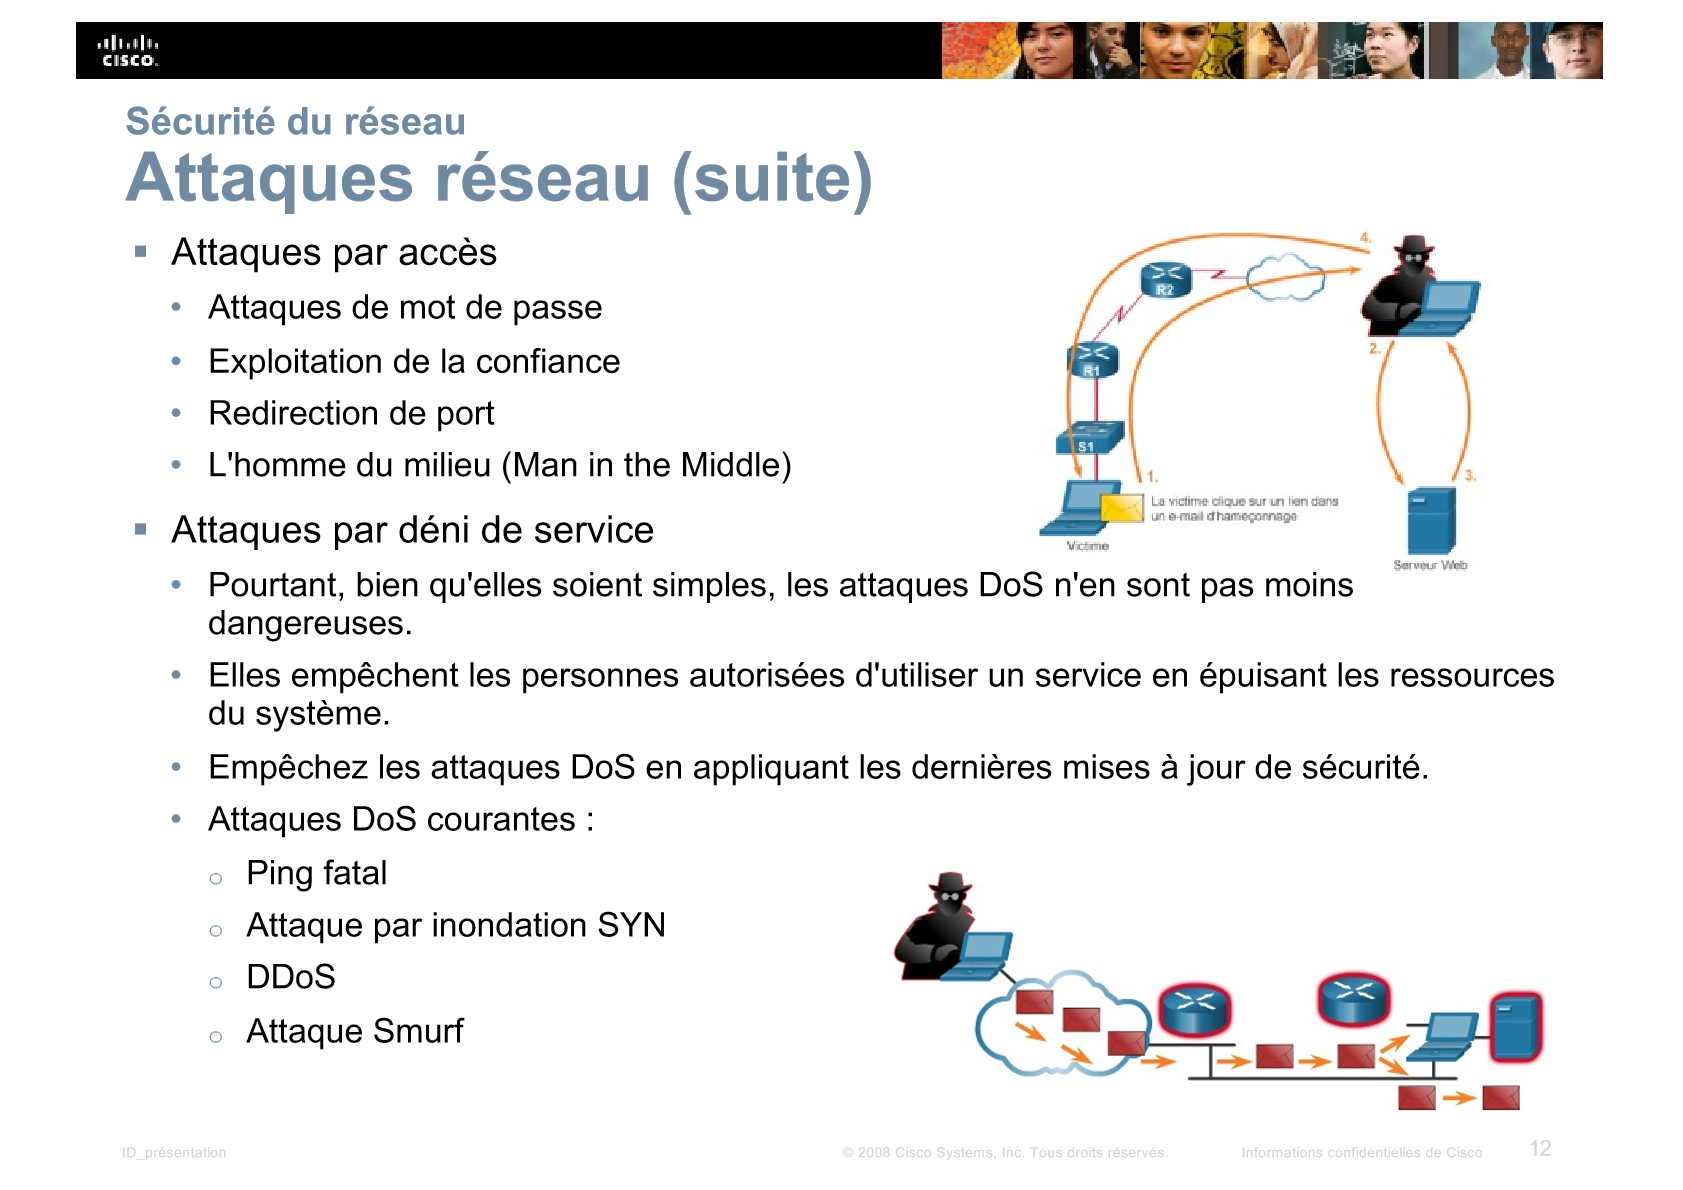 CISCO
Sécurité du réseau
Attaques réseau (suite)
Attaques par accès
Attaques de mot de passe
Exploitation de la confiance
Redirection de port
L'homme du milieu (Man in the Middle)
4.
R2
R1
2.
S1
1.
3.
La victime clique sur un lien dans
un e-mail d'hameçonnage
Victime
Serveur Web
Attaques par déni de service
Pourtant, bien qu'elles soient simples, les attaques DoS n'en sont pas moins
dangereuses.
Elles empêchent les personnes autorisées d'utiliser un service en épuisant les ressources
du système.
Empêchez les attaques DoS en appliquant les dernières mises à jour de sécurité.
Attaques DoS courantes :
Ping fatal
Attaque par inondation SYN
DDoS
Attaque Smurf
ID_présentation
© 2008 Cisco Systems, Inc. Tous droits réservés.
Informations confidentielles de Cisco
12